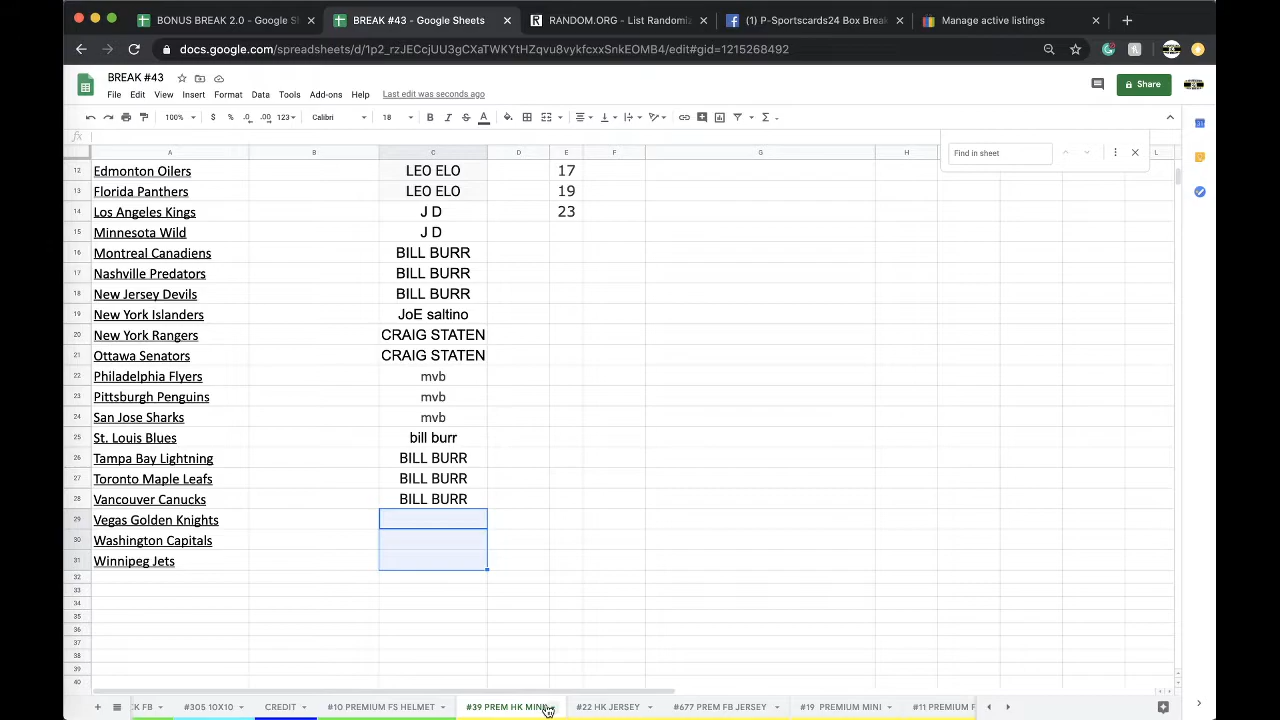 BONUS BREAK 2.0 - Google S
BREAK #43 - Google Sheets
RANDOM.ORG - List Randomiz
(1) P-Sportscards24 Box Break
Manage active listings
docs.google.com/spreadsheets/d/1p2_rzJECcjUU3gCXaTWKYtHZqvu8vykfcxxSnkEOMB4/edit#gid=1215268492
BREAK #43
File Edit View Insert Format Data Tools Add-ons Help Last edit was seconds ago
Share
100% $ % .0 .00 123 Calibri 18 B I S A
fx
Find in sheet
A B C D E F G H L
12 Edmonton Oilers LEO ELO 17
13 Florida Panthers LEO ELO 19
14 Los Angeles Kings J D 23
15 Minnesota Wild J D
16 Montreal Canadiens BILL BURR
17 Nashville Predators BILL BURR
18 New Jersey Devils BILL BURR
19 New York Islanders JoE saltino
20 New York Rangers CRAIG STATEN
21 Ottawa Senators CRAIG STATEN
22 Philadelphia Flyers mvb
23 Pittsburgh Penguins mvb
24 San Jose Sharks mvb
25 St. Louis Blues bill burr
26 Tampa Bay Lightning BILL BURR
27 Toronto Maple Leafs BILL BURR
28 Vancouver Canucks BILL BURR
29 Vegas Golden Knights
30 Washington Capitals
31 Winnipeg Jets
32
33
34
35
36
37
38
39
40
K FB #305 10X10 CREDIT #10 PREMIUM FS HELMET #39 PREM HK MINI #22 HK JERSEY #677 PREM FB JERSEY #19 PREMIUM MINI #11 PREMIUM F